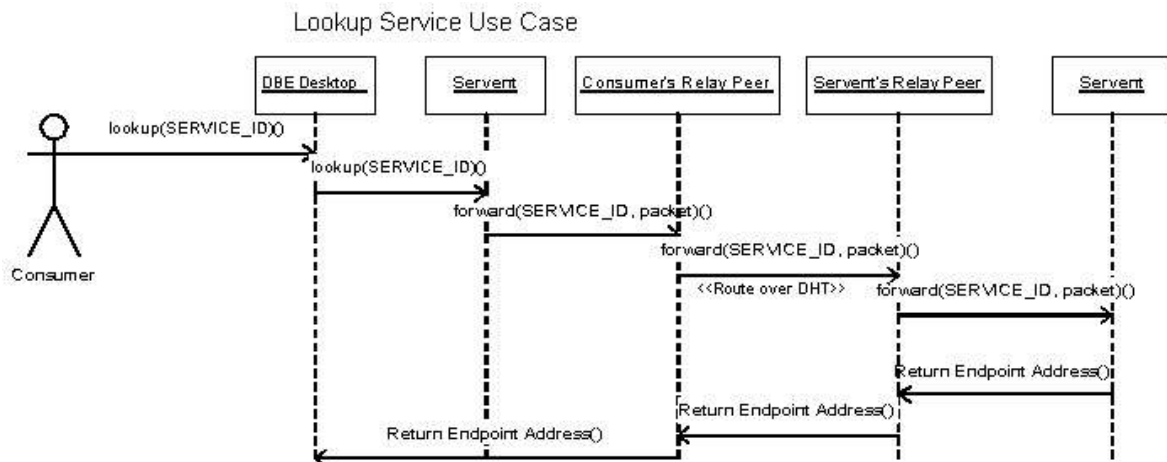 Lookup Service Use Case
DBE Desktop
Servent
Consumer's Relay Peer
Servent's Relay Peer
Servent
lookup(SERVICE_ID)()
lookup(SERVICE_ID)()
forward(SERVICE_ID, packet)()
forward(SERVICE_ID, packet)()
<<Route over DHT>>
forward(SERVICE_ID, packet)()
Consumer
Return Endpoint Address()
Return Endpoint Address()
Return Endpoint Address()